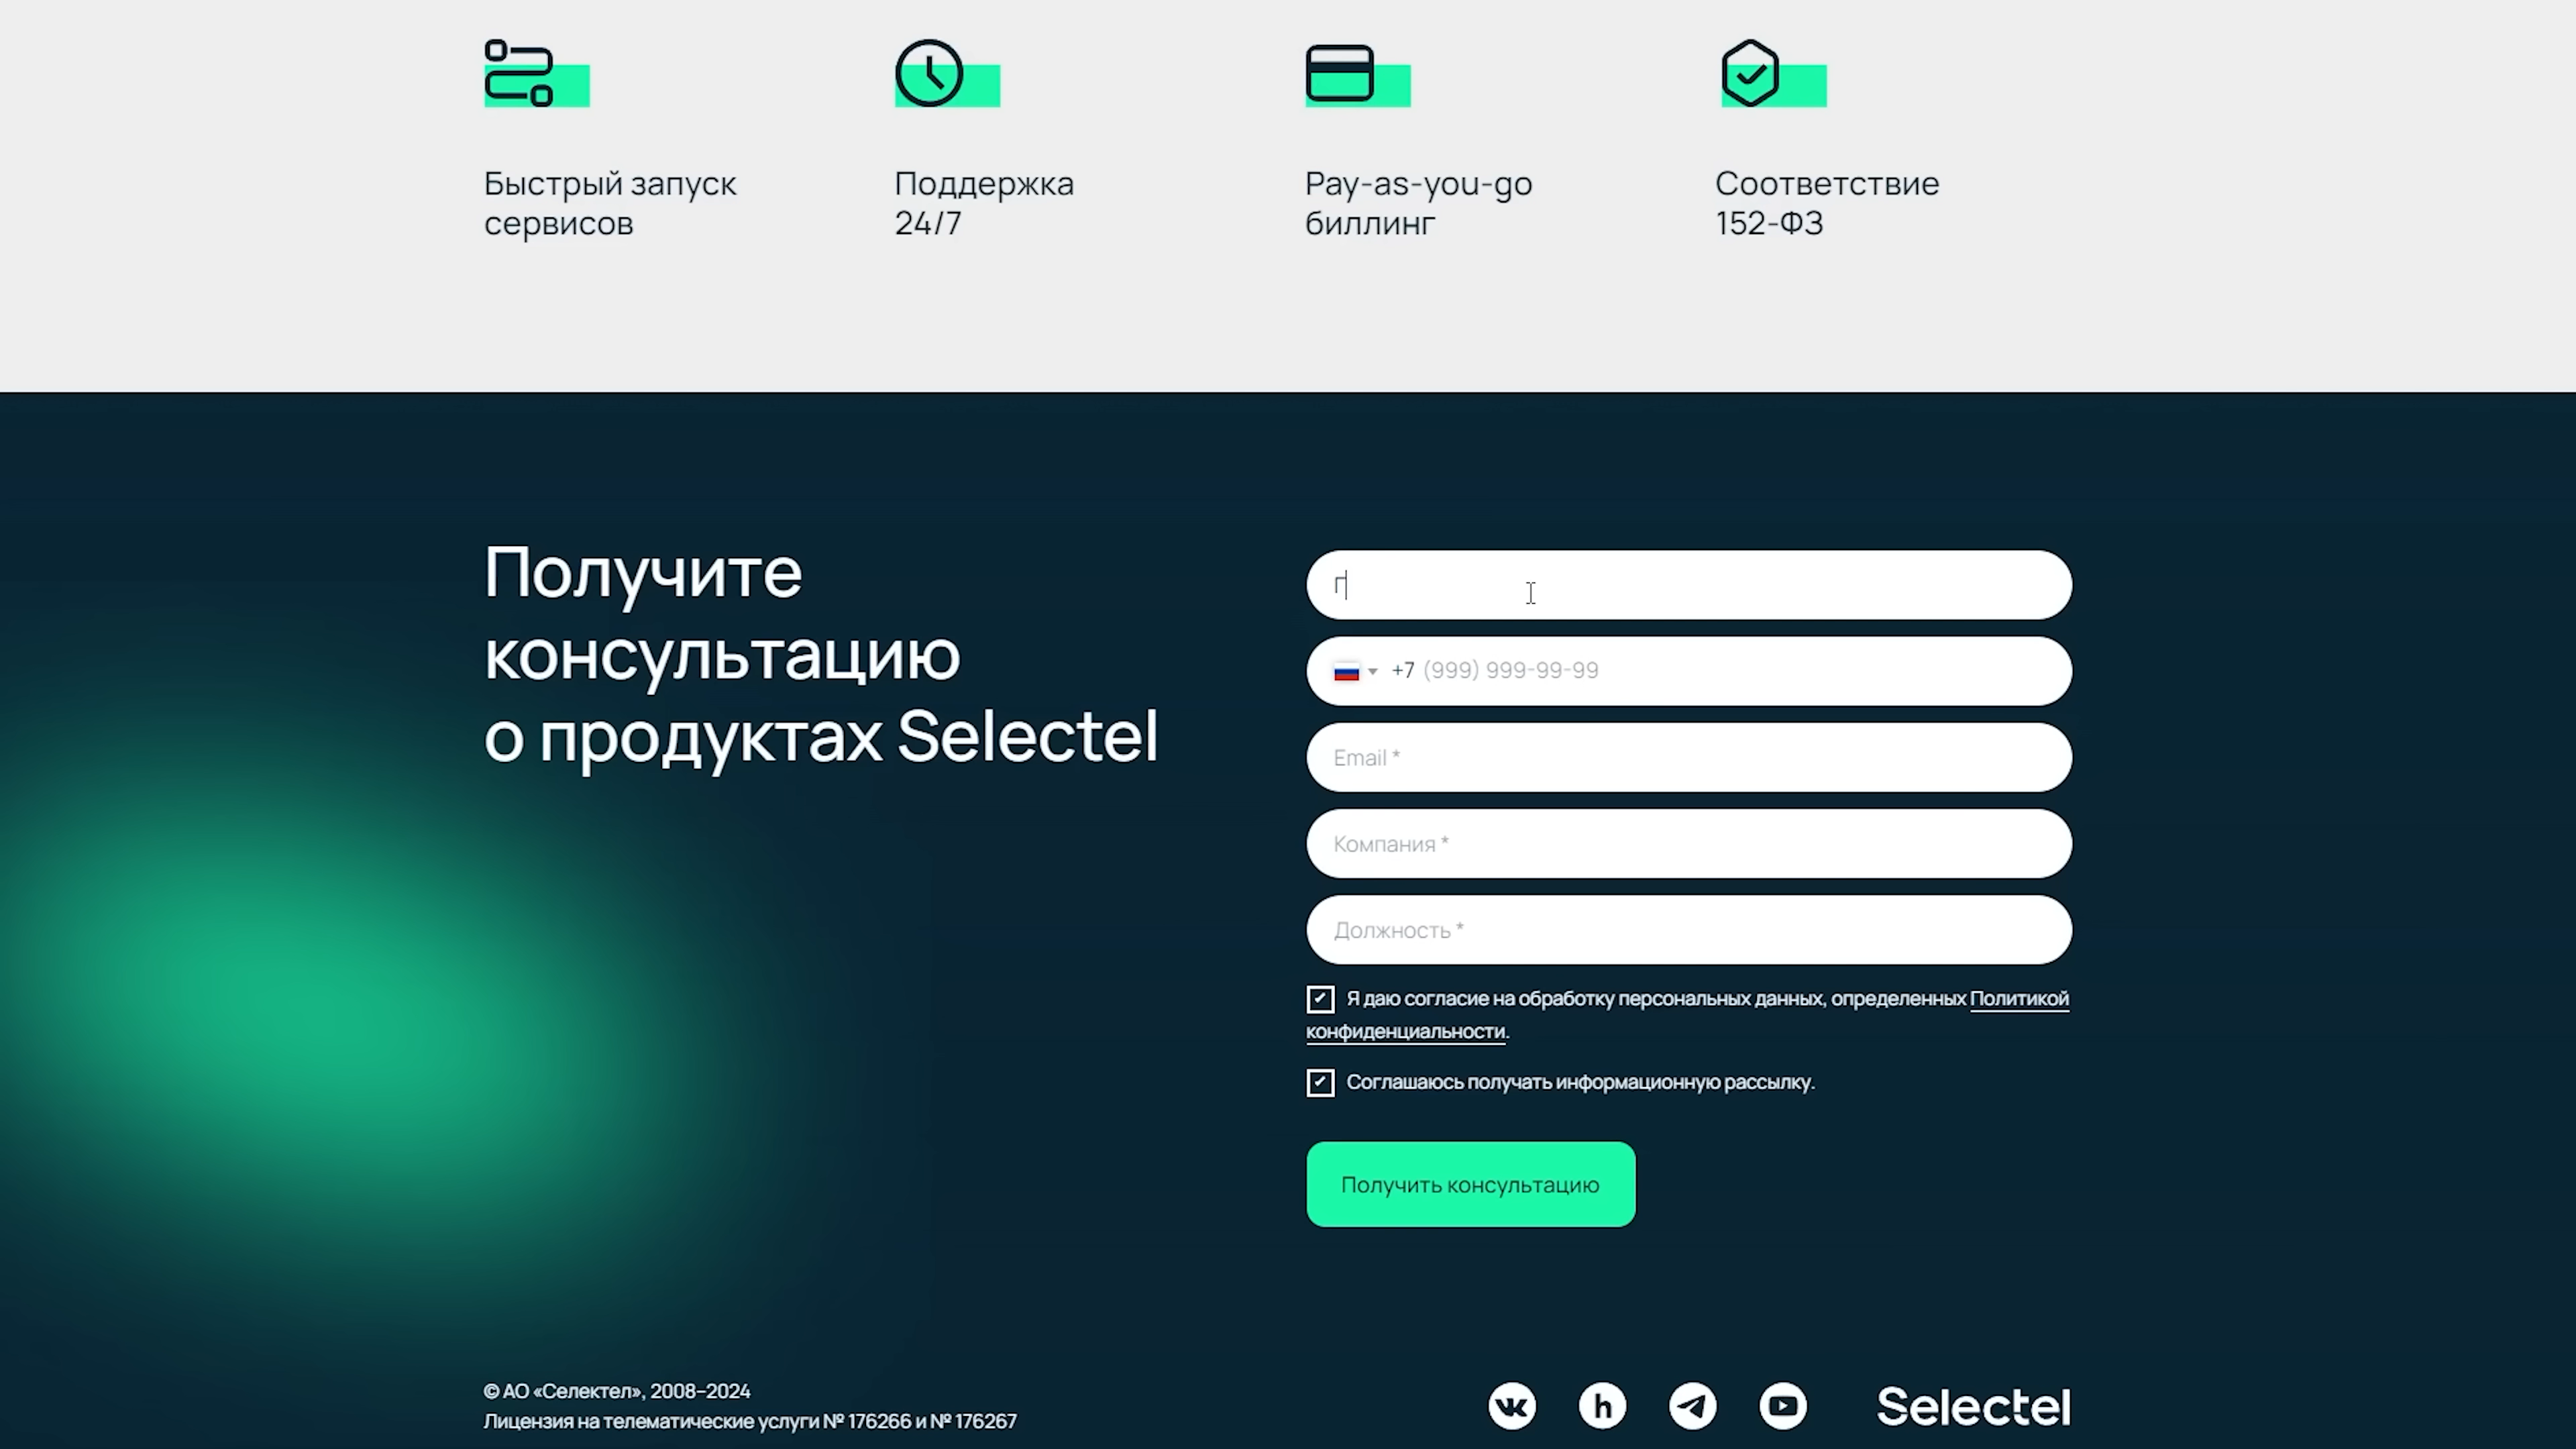 Быстрый запуск
сервисов
Поддержка
24/7
Pay-as-you-go
биллинг
Соответствие
152-ФЗ
Получите
консультацию
о продуктах Selectel
п
+7 (999) 999-99-99
Email *
Компания *
Должность *
Я даю согласие на обработку персональных данных, определенных Политикой
конфиденциальности.
Соглашаюсь получать информационную рассылку.
Получить консультацию
© АО «Селектел», 2008–2024
Лицензия на телематические услуги № 176266 и № 176267
Selectel